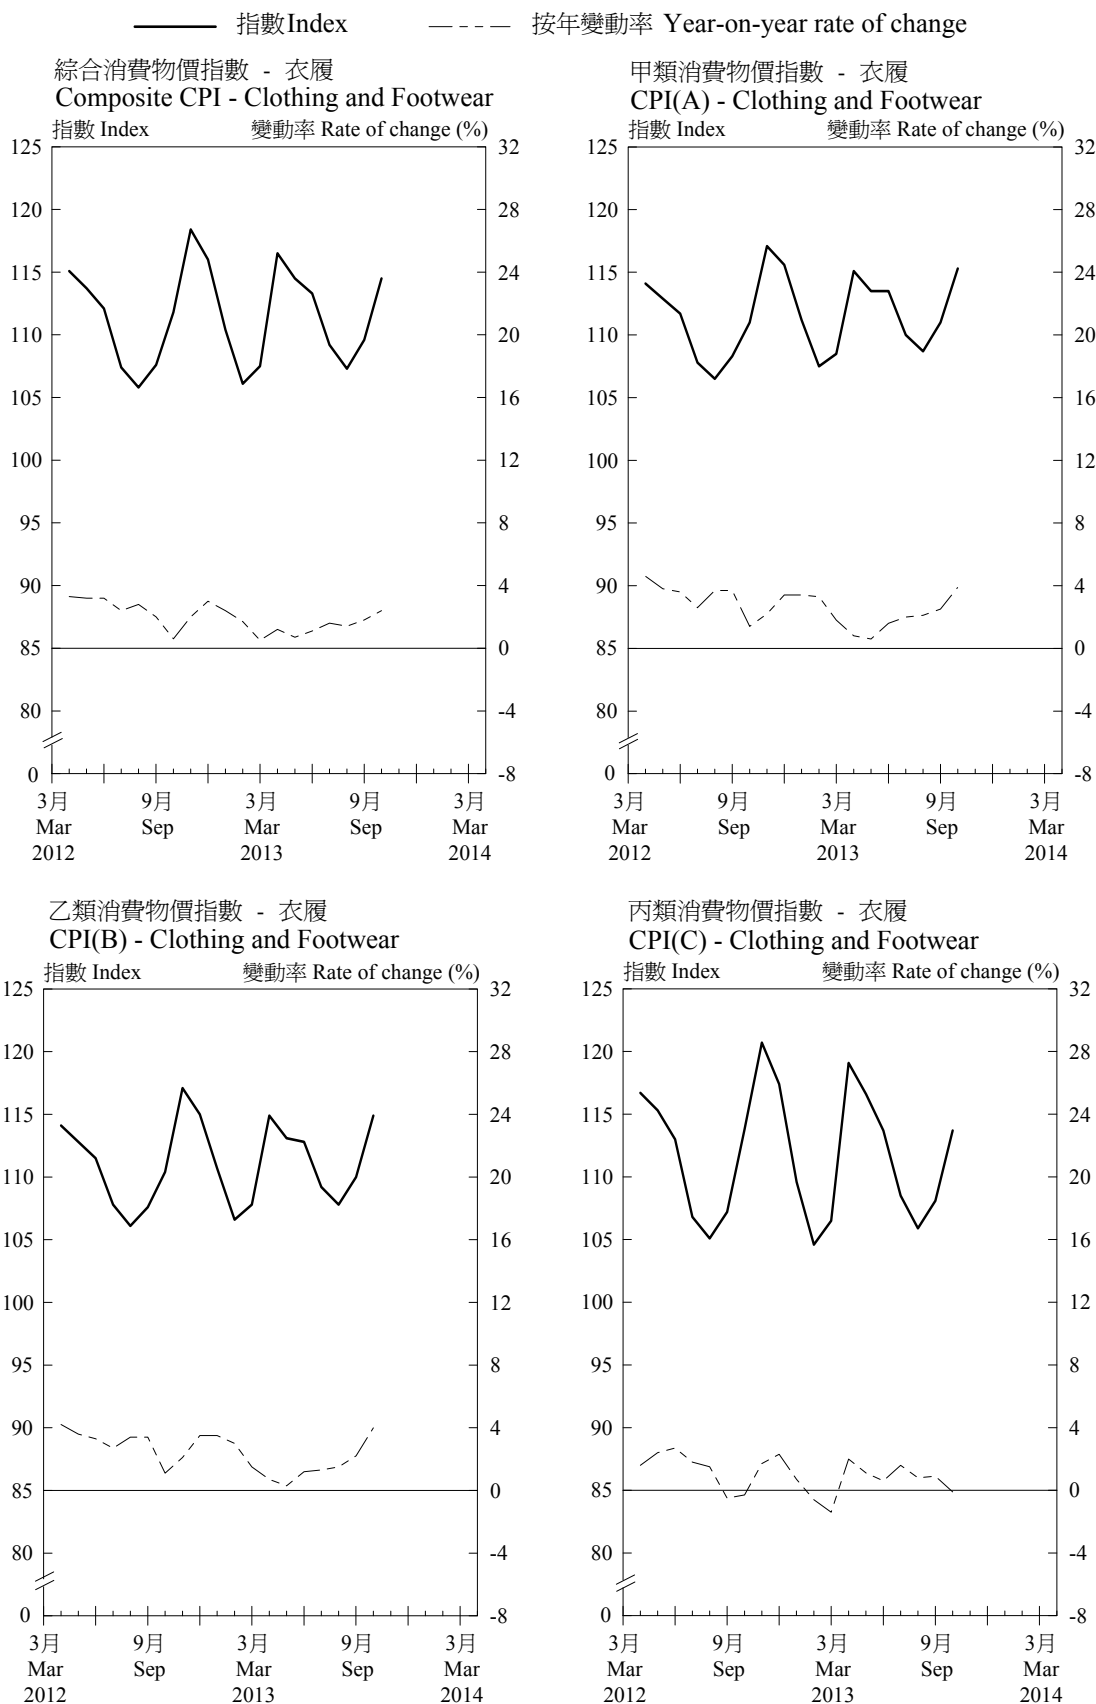 指數Index 按年變動率 Year-on-year rate of change
綜合消費物價指數 - 衣履
Composite CPI - Clothing and Footwear
指數 Index 變動率 Rate of change (%)
125 32
120 28
115 24
110 20
105 16
100 12
95 8
90 4
85 0
80 -4
0 -8
3月 9月 3月 9月 3月
Mar Sep Mar Sep Mar
2012 2013 2014
甲類消費物價指數 - 衣履
CPI(A) - Clothing and Footwear
指數 Index 變動率 Rate of change (%)
125 32
120 28
115 24
110 20
105 16
100 12
95 8
90 4
85 0
80 -4
0 -8
3月 9月 3月 9月 3月
Mar Sep Mar Sep Mar
2012 2013 2014
乙類消費物價指數 - 衣履
CPI(B) - Clothing and Footwear
指數 Index 變動率 Rate of change (%)
125 32
120 28
115 24
110 20
105 16
100 12
95 8
90 4
85 0
80 -4
0 -8
3月 9月 3月 9月 3月
Mar Sep Mar Sep Mar
2012 2013 2014
丙類消費物價指數 - 衣履
CPI(C) - Clothing and Footwear
指數 Index 變動率 Rate of change (%)
125 32
120 28
115 24
110 20
105 16
100 12
95 8
90 4
85 0
80 -4
0 -8
3月 9月 3月 9月 3月
Mar Sep Mar Sep Mar
2012 2013 2014